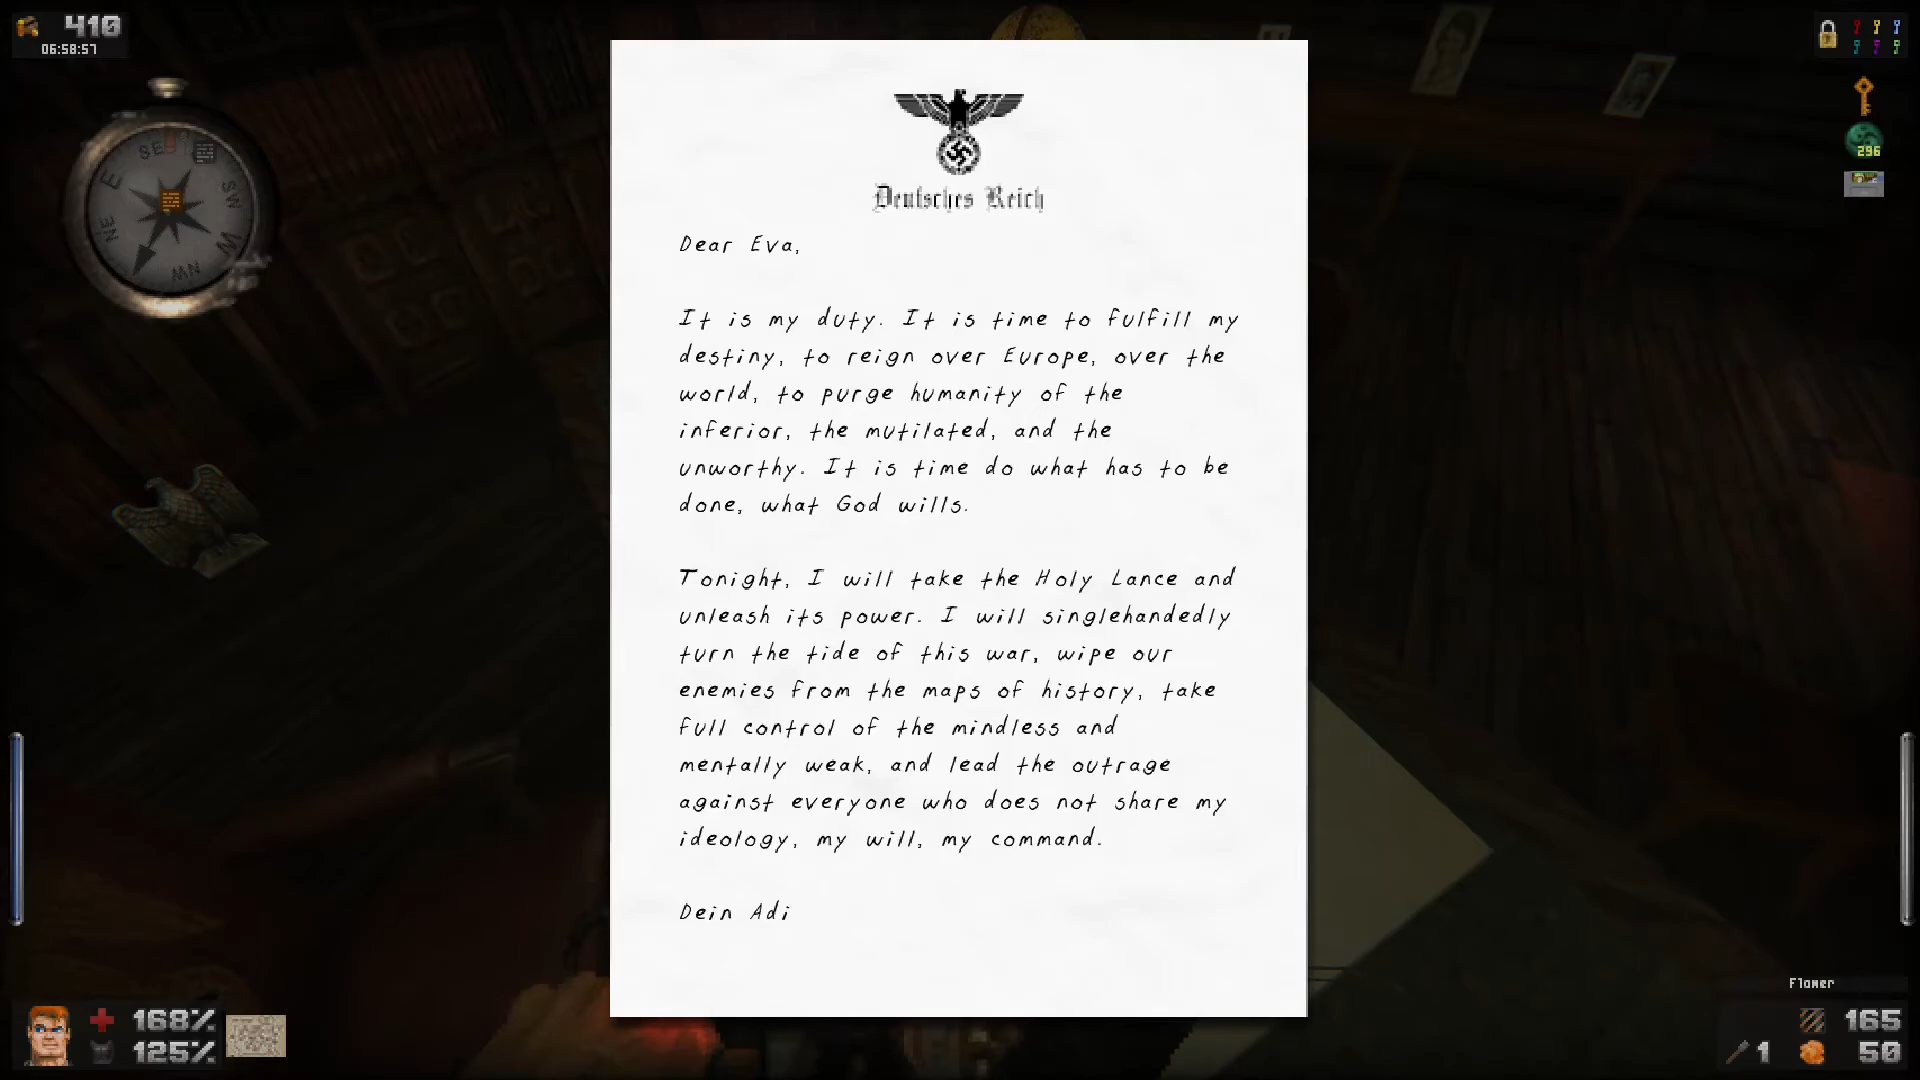 410
06:58:57
SE
E
SW
NE
W
NW
296
Deutsches Reich
Dear Eva,
It is my duty. It is time to fulfill my
destiny, to reign over Europe, over the
world, to purge humanity of the
inferior, the mutilated, and the
unworthy. It is time do what has to be
done, what God wills.
Tonight, I will take the Holy Lance and
unleash its power. I will singlehandedly
turn the tide of this war, wipe our
enemies from the maps of history, take
full control of the mindless and
mentally weak, and lead the outrage
against everyone who does not share my
ideology, my will, my command.
Dein Adi
168%
125%
Flamer
165
1
50